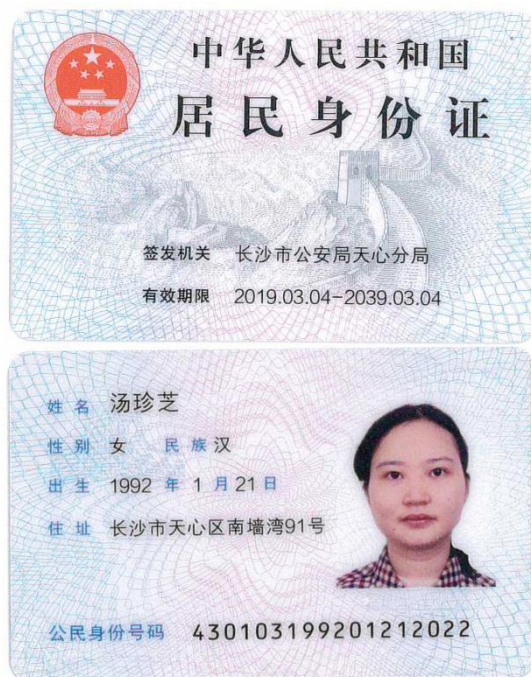 中华人民共和国
居民身份证
签发机关 长沙市公安局天心分局
有效期限 2019.03.04-2039.03.04
姓名 汤珍芝
性别 女 民族 汉
出生 1992 年 1 月 21 日
住址 长沙市天心区南墙湾91号
公民身份号码 430103199201212022